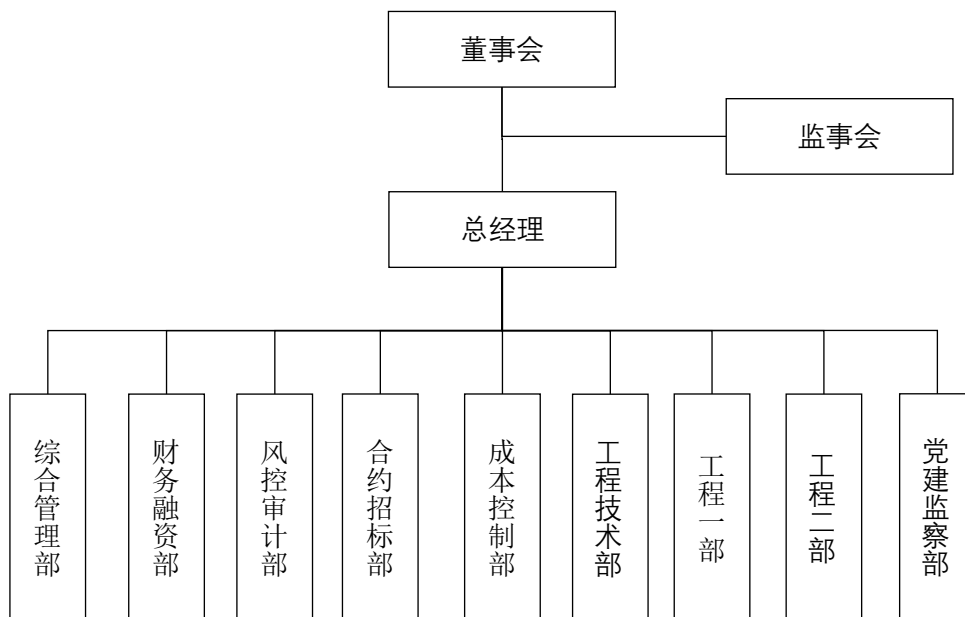 董事会
监事会
总经理
综合管理部
财务融资部
风控审计部
合约招标部
成本控制部
工程技术部
工程一部
工程二部
党建监察部